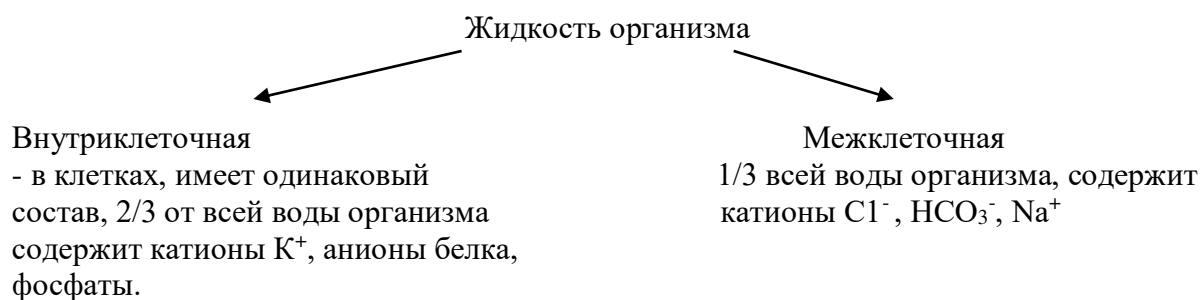 Жидкость организма
Внутриклеточная
- в клетках, имеет одинаковый
состав, 2/3 от всей воды организма
содержит катионы К⁺, анионы белка,
фосфаты.
Межклеточная
1/3 всей воды организма, содержит
катионы С1⁻ , НСО₃⁻, Na⁺